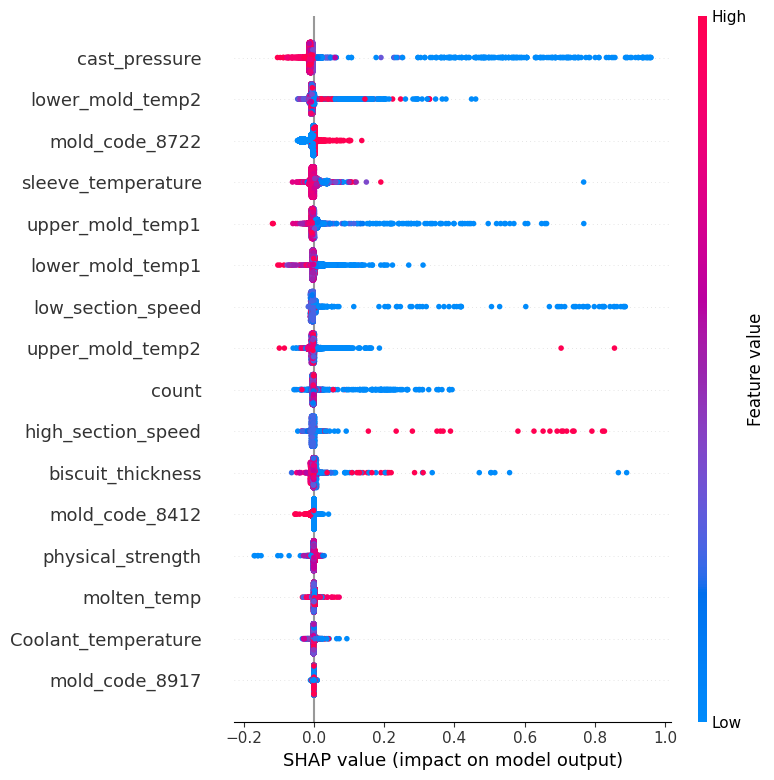 High
cast_pressure
lower_mold_temp2
mold_code_8722
sleeve_temperature
upper_mold_temp1
lower_mold_temp1
low_section_speed
upper_mold_temp2
count
high_section_speed
biscuit_thickness
mold_code_8412
physical_strength
molten_temp
Coolant_temperature
mold_code_8917
Feature value
Low
−0.2 0.0 0.2 0.4 0.6 0.8 1.0
SHAP value (impact on model output)